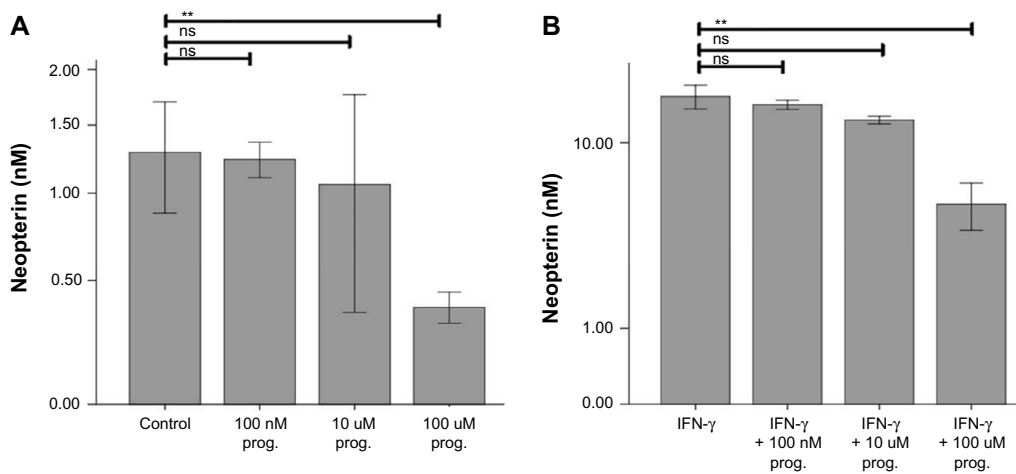 A
**
ns
ns
2.00
1.50
1.00
0.50
0.00
Neopterin (nM)
Control
100 nM
prog.
10 uM
prog.
100 uM
prog.
B
**
ns
ns
10.00
1.00
0.00
Neopterin (nM)
IFN-γ
IFN-γ
+ 100 nM
prog.
IFN-γ
+ 10 uM
prog.
IFN-γ
+ 100 uM
prog.